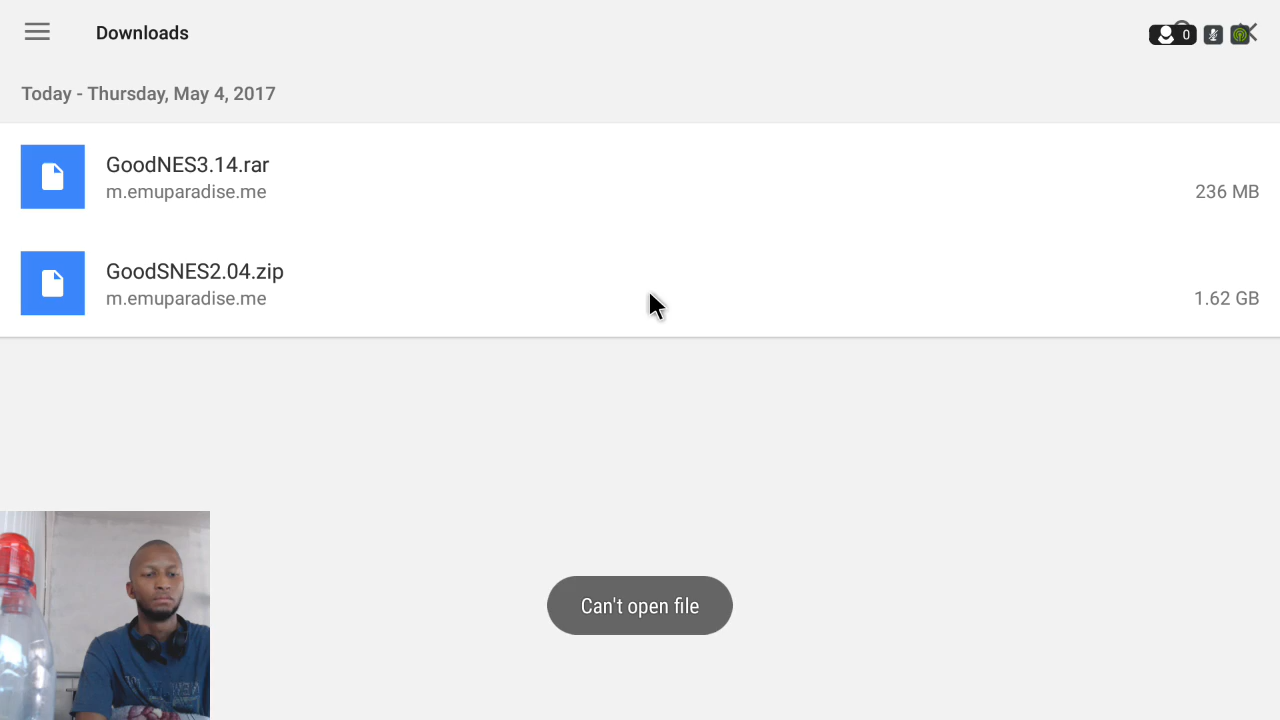 Downloads
0
Today - Thursday, May 4, 2017
GoodNES3.14.rar
m.emuparadise.me
236 MB
GoodSNES2.04.zip
m.emuparadise.me
1.62 GB
Can't open file